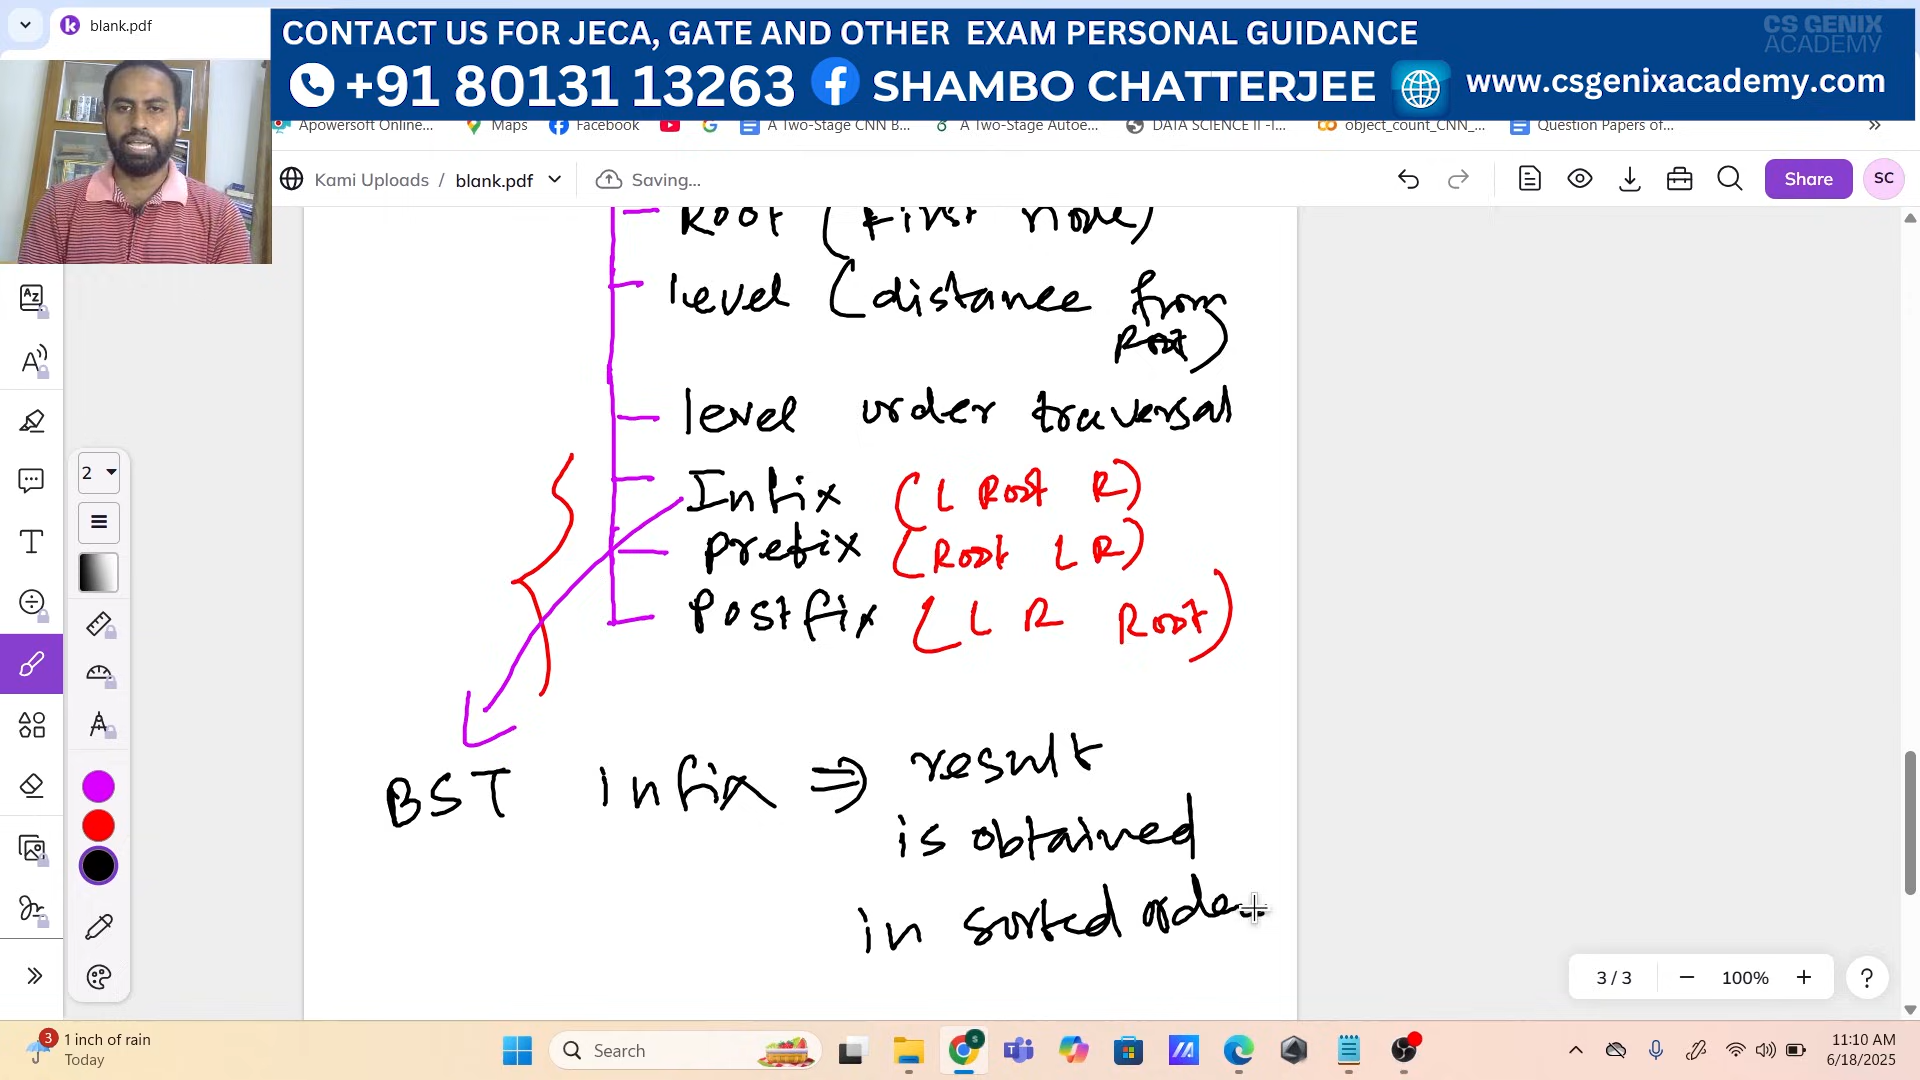 blank.pdf
CONTACT US FOR JECA, GATE AND OTHER EXAM PERSONAL GUIDANCE
CS GENIX
ACADEMY
+91 80131 13263 SHAMBO CHATTERJEE www.csgenixacademy.com
Apowersoft Online... Maps Facebook A Two-Stage CNN B... A Two-Stage Autoe... DATA SCIENCE II -I... object_count_CNN_... Question Papers of...
Kami Uploads / blank.pdf Saving... Share SC
Root (First node)
level (distance from
Root)
level order traversal
Infix (L Root R)
Prefix (Root L R)
Postfix (L R Root)
2
BST infix ⇒ result
is obtained
in sorted order
3 / 3 100% ?
3 1 inch of rain
Today
Search
11:10 AM
6/18/2025